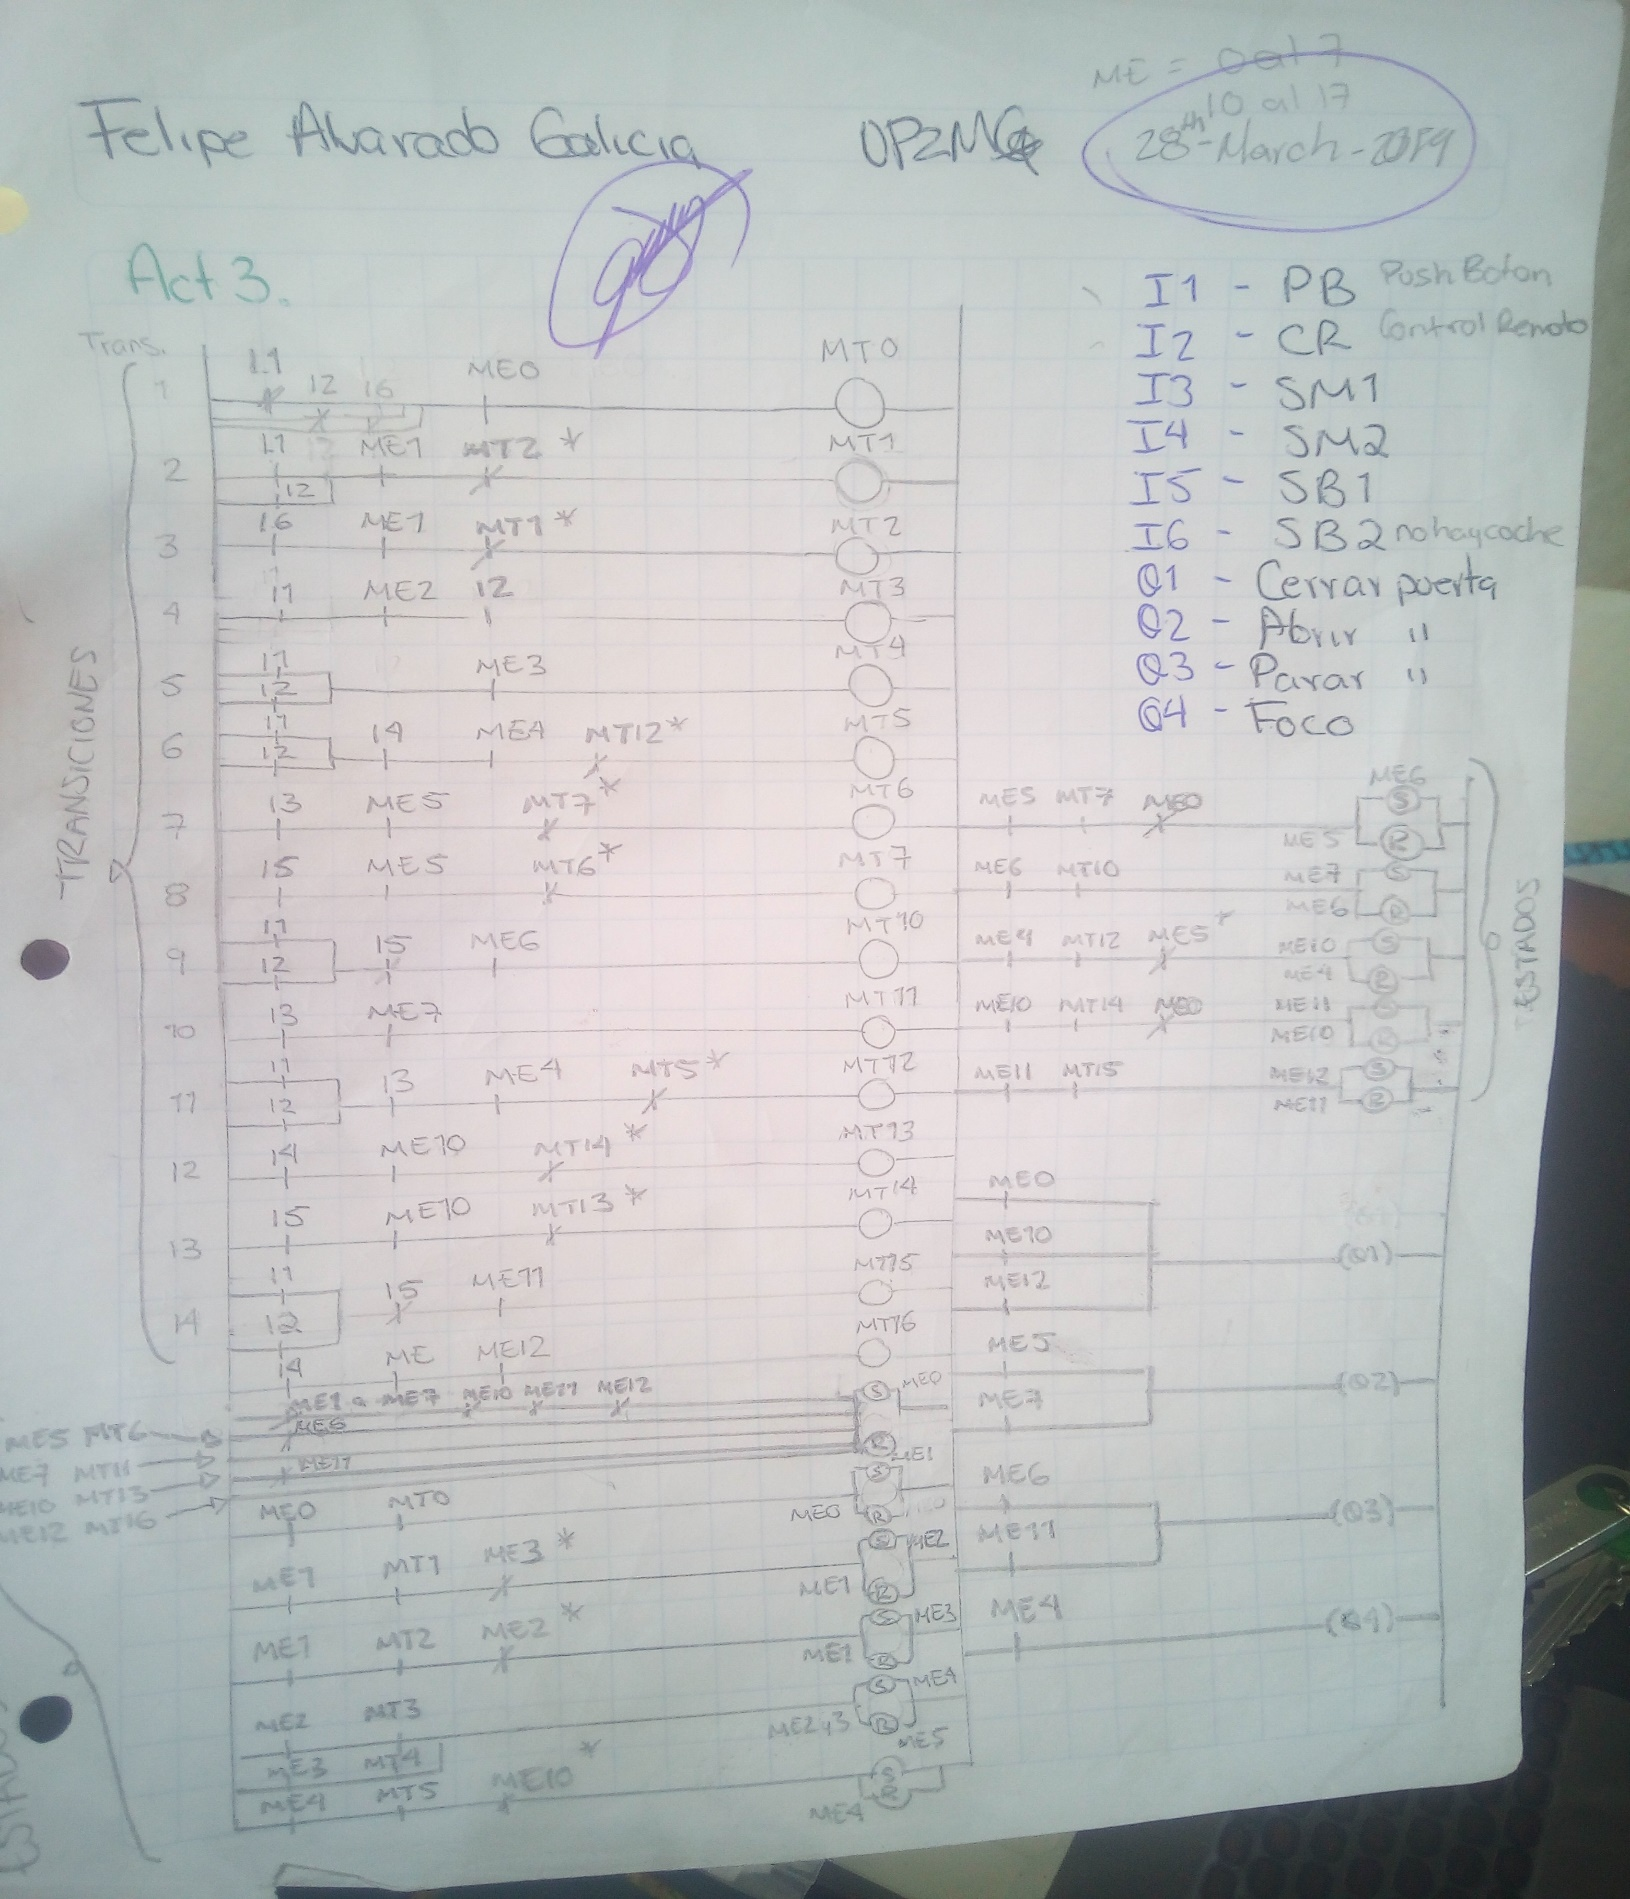 ME = 0 al 7
10 al 17
Felipe Alvarado Galicia
28th-March-2019
Act 3.
I1 - PB Push Boton
I2 - CR Control Remoto
I3 - SM1
I4 - SM2
I5 - SB1
I6 - SB2 no hay coche
Q1 - Cerrar puerta
Q2 - Abrir "
Q3 - Parar "
Q4 - Foco
Trans.
TRANSICIONES
1 I1 I2 I6 ME0 MT0
2 I1 I2 ME1 MT2* MT1
3 I6 ME1 MT1* MT2
4 I1 ME2 I2 MT3
5 I1 I2 ME3 MT4
6 I1 I2 I4 ME4 MT12* MT5
7 I3 ME5 MT7* MT6
8 I5 ME5 MT6* MT7
9 I1 I2 I5 ME6 MT10
10 I3 ME7 MT11
11 I1 I2 I3 ME4 MT5* MT12
12 I4 ME10 MT14* MT13
13 I5 ME10 MT13* MT14
14 I1 I2 I5 ME11 MT15
I4 ME ME12 MT16
ME1 a ME7 ME10 ME11 ME12 S ME0
ME5 MT6 ME6
ME7 MT11 R
ME10 MT13 ME11
ME12 MT16
ME0 MT0 S ME1
ME0 R
ME1 MT1 ME3* S ME2
ME1 R
ME1 MT2 ME2* S ME3
ME1 R
ME2 MT3 S ME4
ME3 MT4 ME2y3 R
ME4 MT5 ME10* S ME5
ME4 R
ESTADOS
ME5 MT7 ME0 ME6 S
ME5 R
ME6 MT10 ME7 S
ME6 R
ME4 MT12 ME5* ME10 S
ME4 R
ME10 MT14 ME0 ME11
ME10
ME11 MT15 ME12 S
ME11 R
ME0
ME10 (Q1)
ME12
ME5
ME7 (Q2)
ME6
ME11 (Q3)
ME4 (Q4)